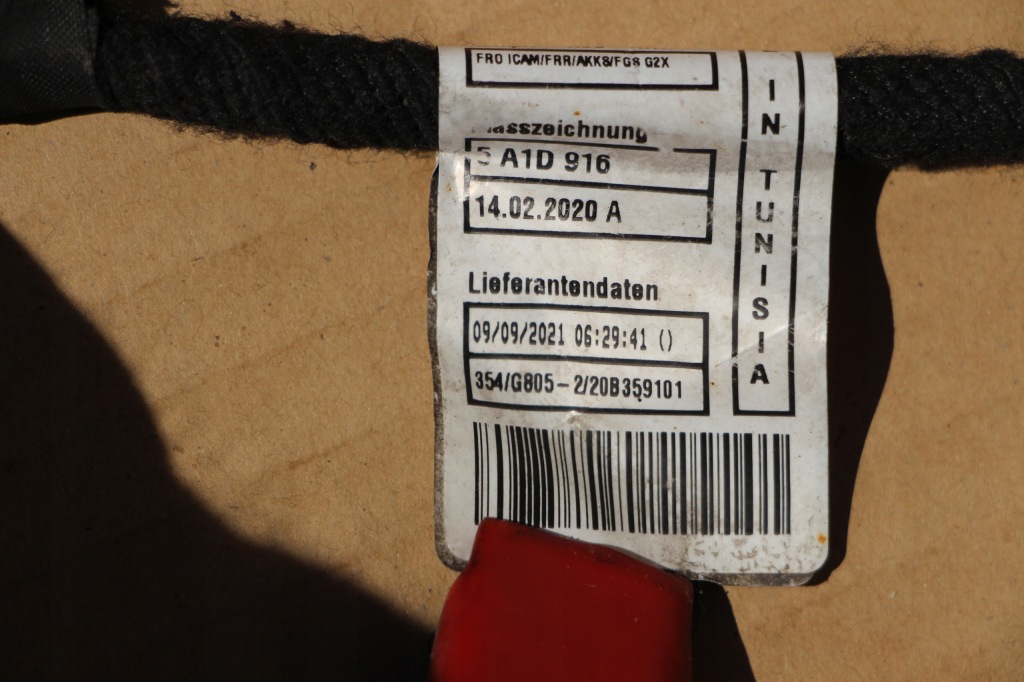 FRO ICAM/FRR/AKK8/FGS G2X
asszeichnung
5 A1D 916
14.02.2020 A
Lieferantendaten
09/09/2021 06:29:41 ()
354/G805-2/20B359101
IN TUNISIA